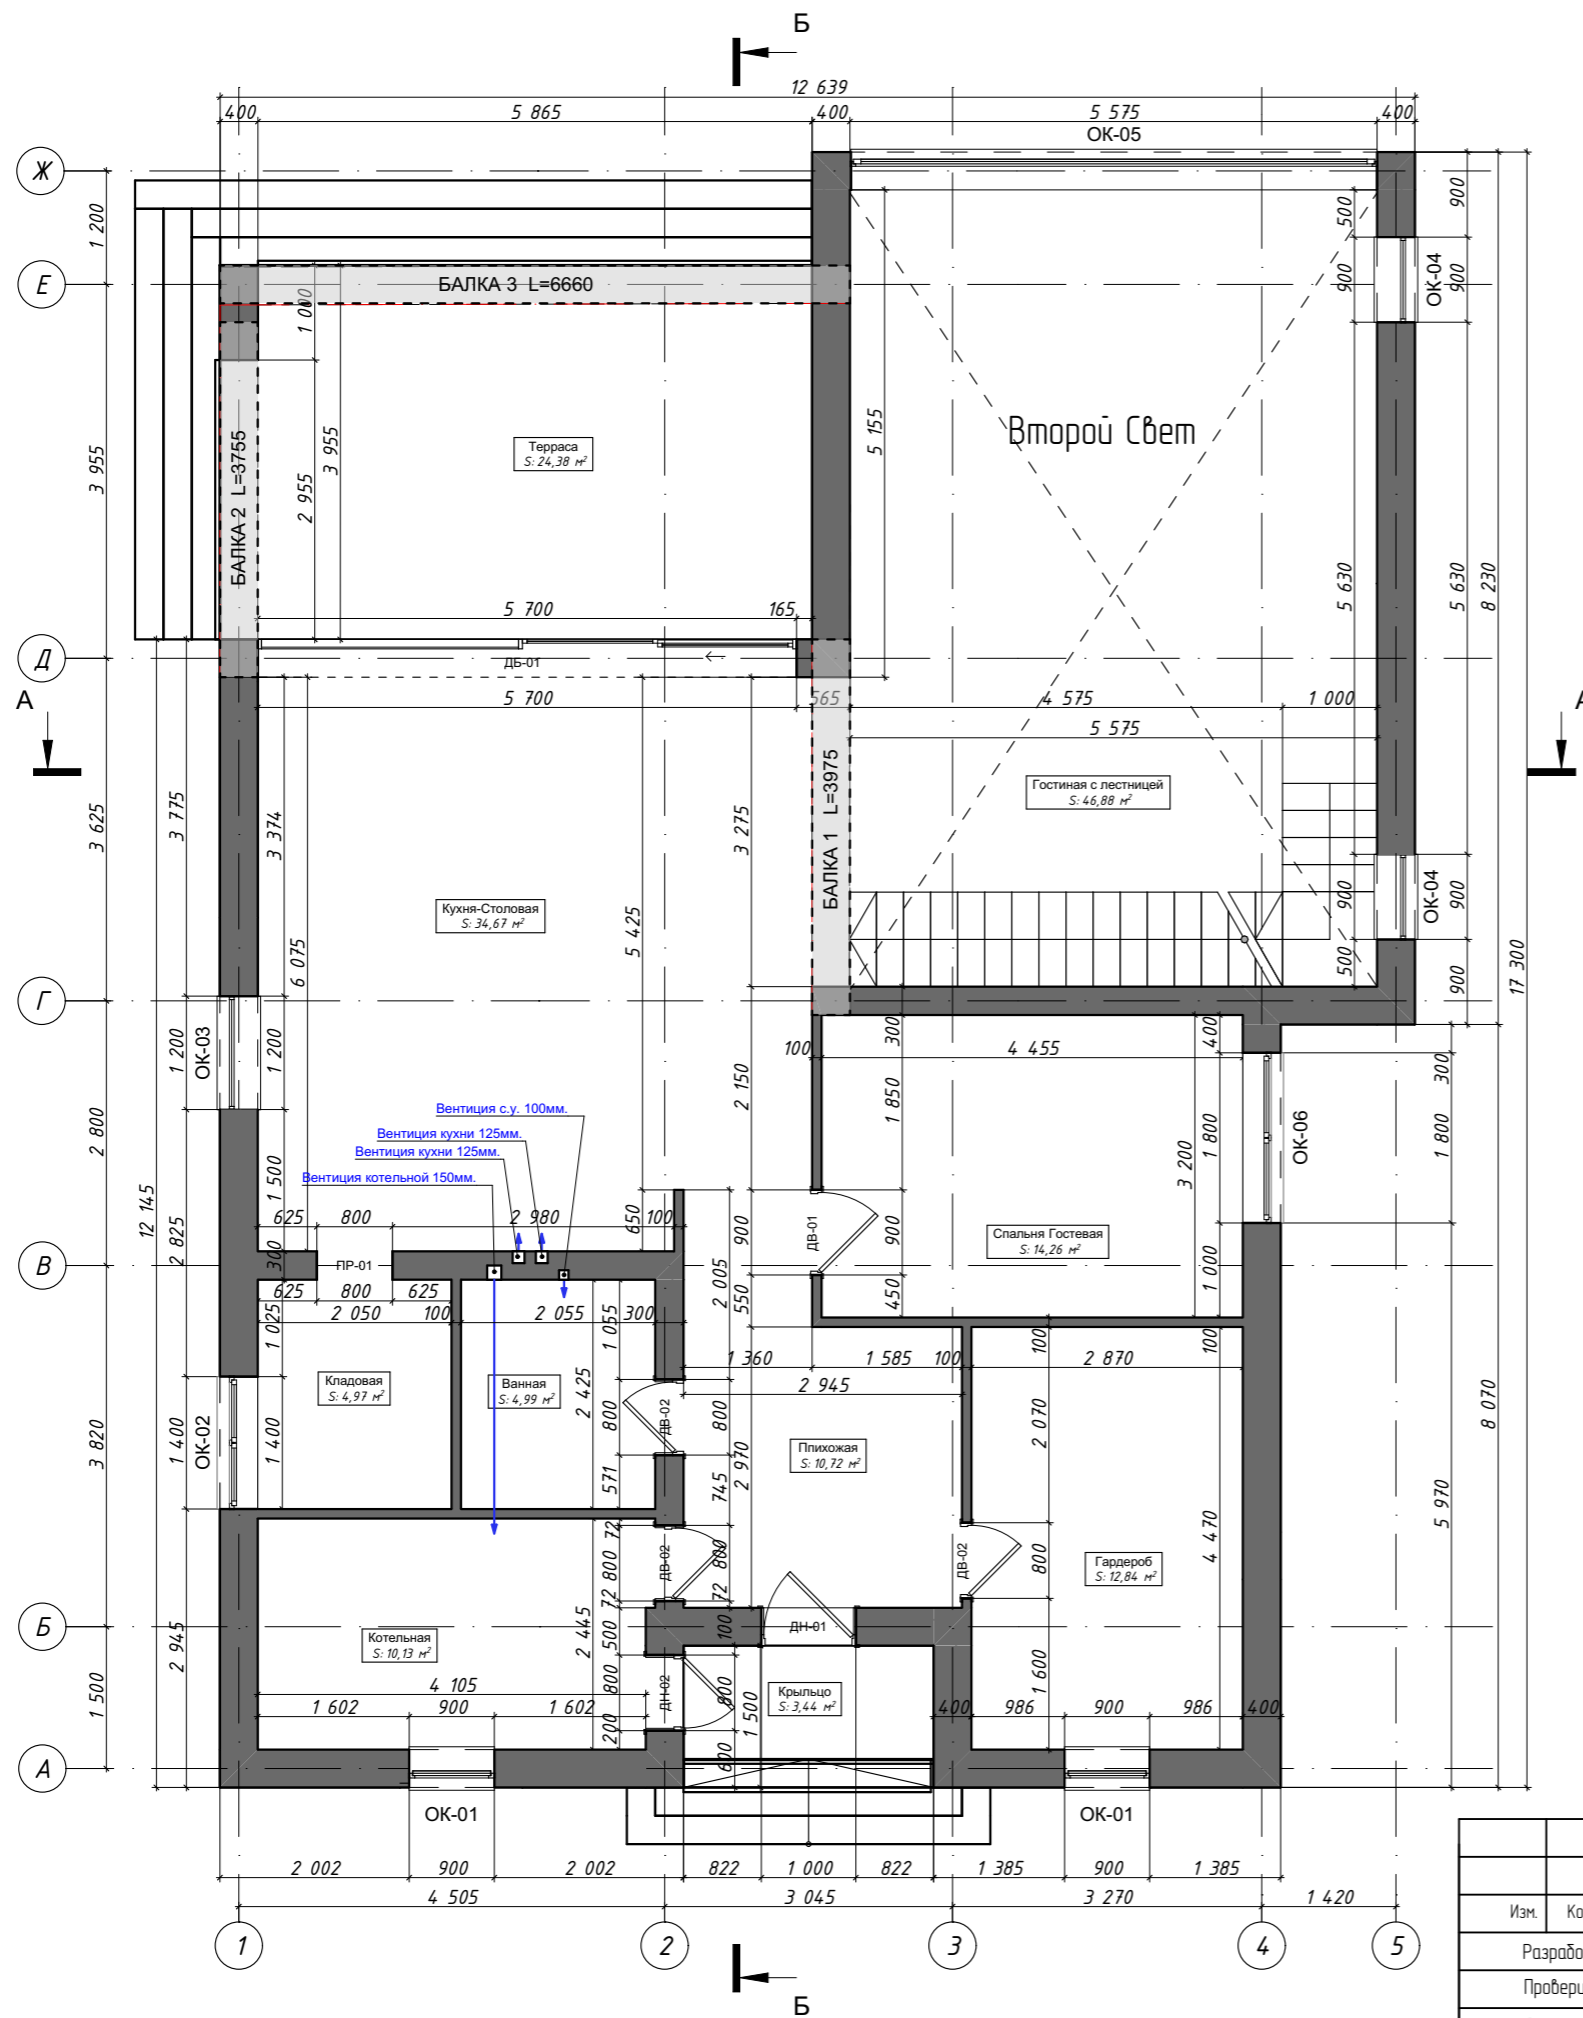 Б
12 639
400
5 865
400
5 575
400
ОК-05
Ж
Е
Д
Г
В
Б
А
1 200
3 955
3 625
2 800
3 820
1 500
БАЛКА 3 L=6660
1 000
2 955
3 955
БАЛКА 2 L=3755
Терраса
S: 24,38 м²
5 155
Второй Свет
500
900
900
900
ОК-04
5 630
5 630
8 230
17 300
5 700
165
ДБ-01
5 700
565
4 575
1 000
5 575
А
А
Гостиная с лестницей
S: 46,88 м²
БАЛКА 1 L=3975
3 775
3 374
3 275
Кухня-Столовая
S: 34,67 м²
6 075
5 425
900
900
ОК-04
500
900
ОК-03
1 200
1 200
12 145
2 825
1 500
100
300
4 455
400
300
1 850
2 150
3 200
1 800
1 800
ОК-06
Вентиция с.у. 100мм.
Вентиция кухни 125мм.
Вентиция кухни 125мм.
Вентиция котельной 150мм.
625
800
2 980
650
100
900
ДВ-01
900
Спальня Гостевая
S: 14,26 м²
1 000
300
ПР-01
625
800
625
2 005
550
450
1 025
2 050
100
2 055
1 055
300
100
100
1 360
1 585
100
2 870
2 945
Кладовая
S: 4,97 м²
Ванная
S: 4,99 м²
2 425
ДВ-02
800
800
ОК-02
1 400
1 400
571
745
2 970
Ппихожая
S: 10,72 м²
2 070
8 070
5 970
4 470
72
800
72
ДВ-02
800
72
ДВ-02
800
Гардероб
S: 12,84 м²
2 945
Котельная
S: 10,13 м²
2 445
500
100
ДН-01
1 600
4 105
1 602
900
1 602
800
200
ДН-02
800
600
1 500
Крыльцо
S: 3,44 м²
400
986
900
986
400
ОК-01
ОК-01
2 002
900
2 002
822
1 000
822
1 385
900
1 385
4 505
3 045
3 270
1 420
1
2
3
4
5
Б
Изм.